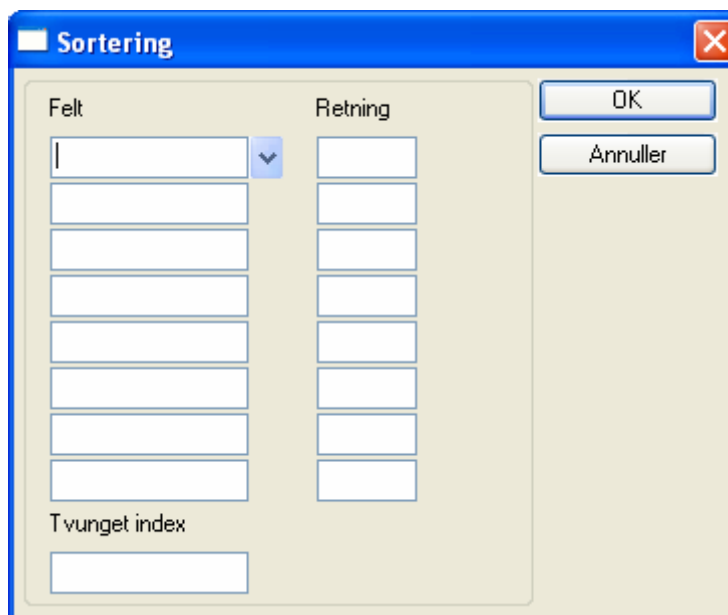 Sortering
Felt Retning OK
Annuller
Tvunget index